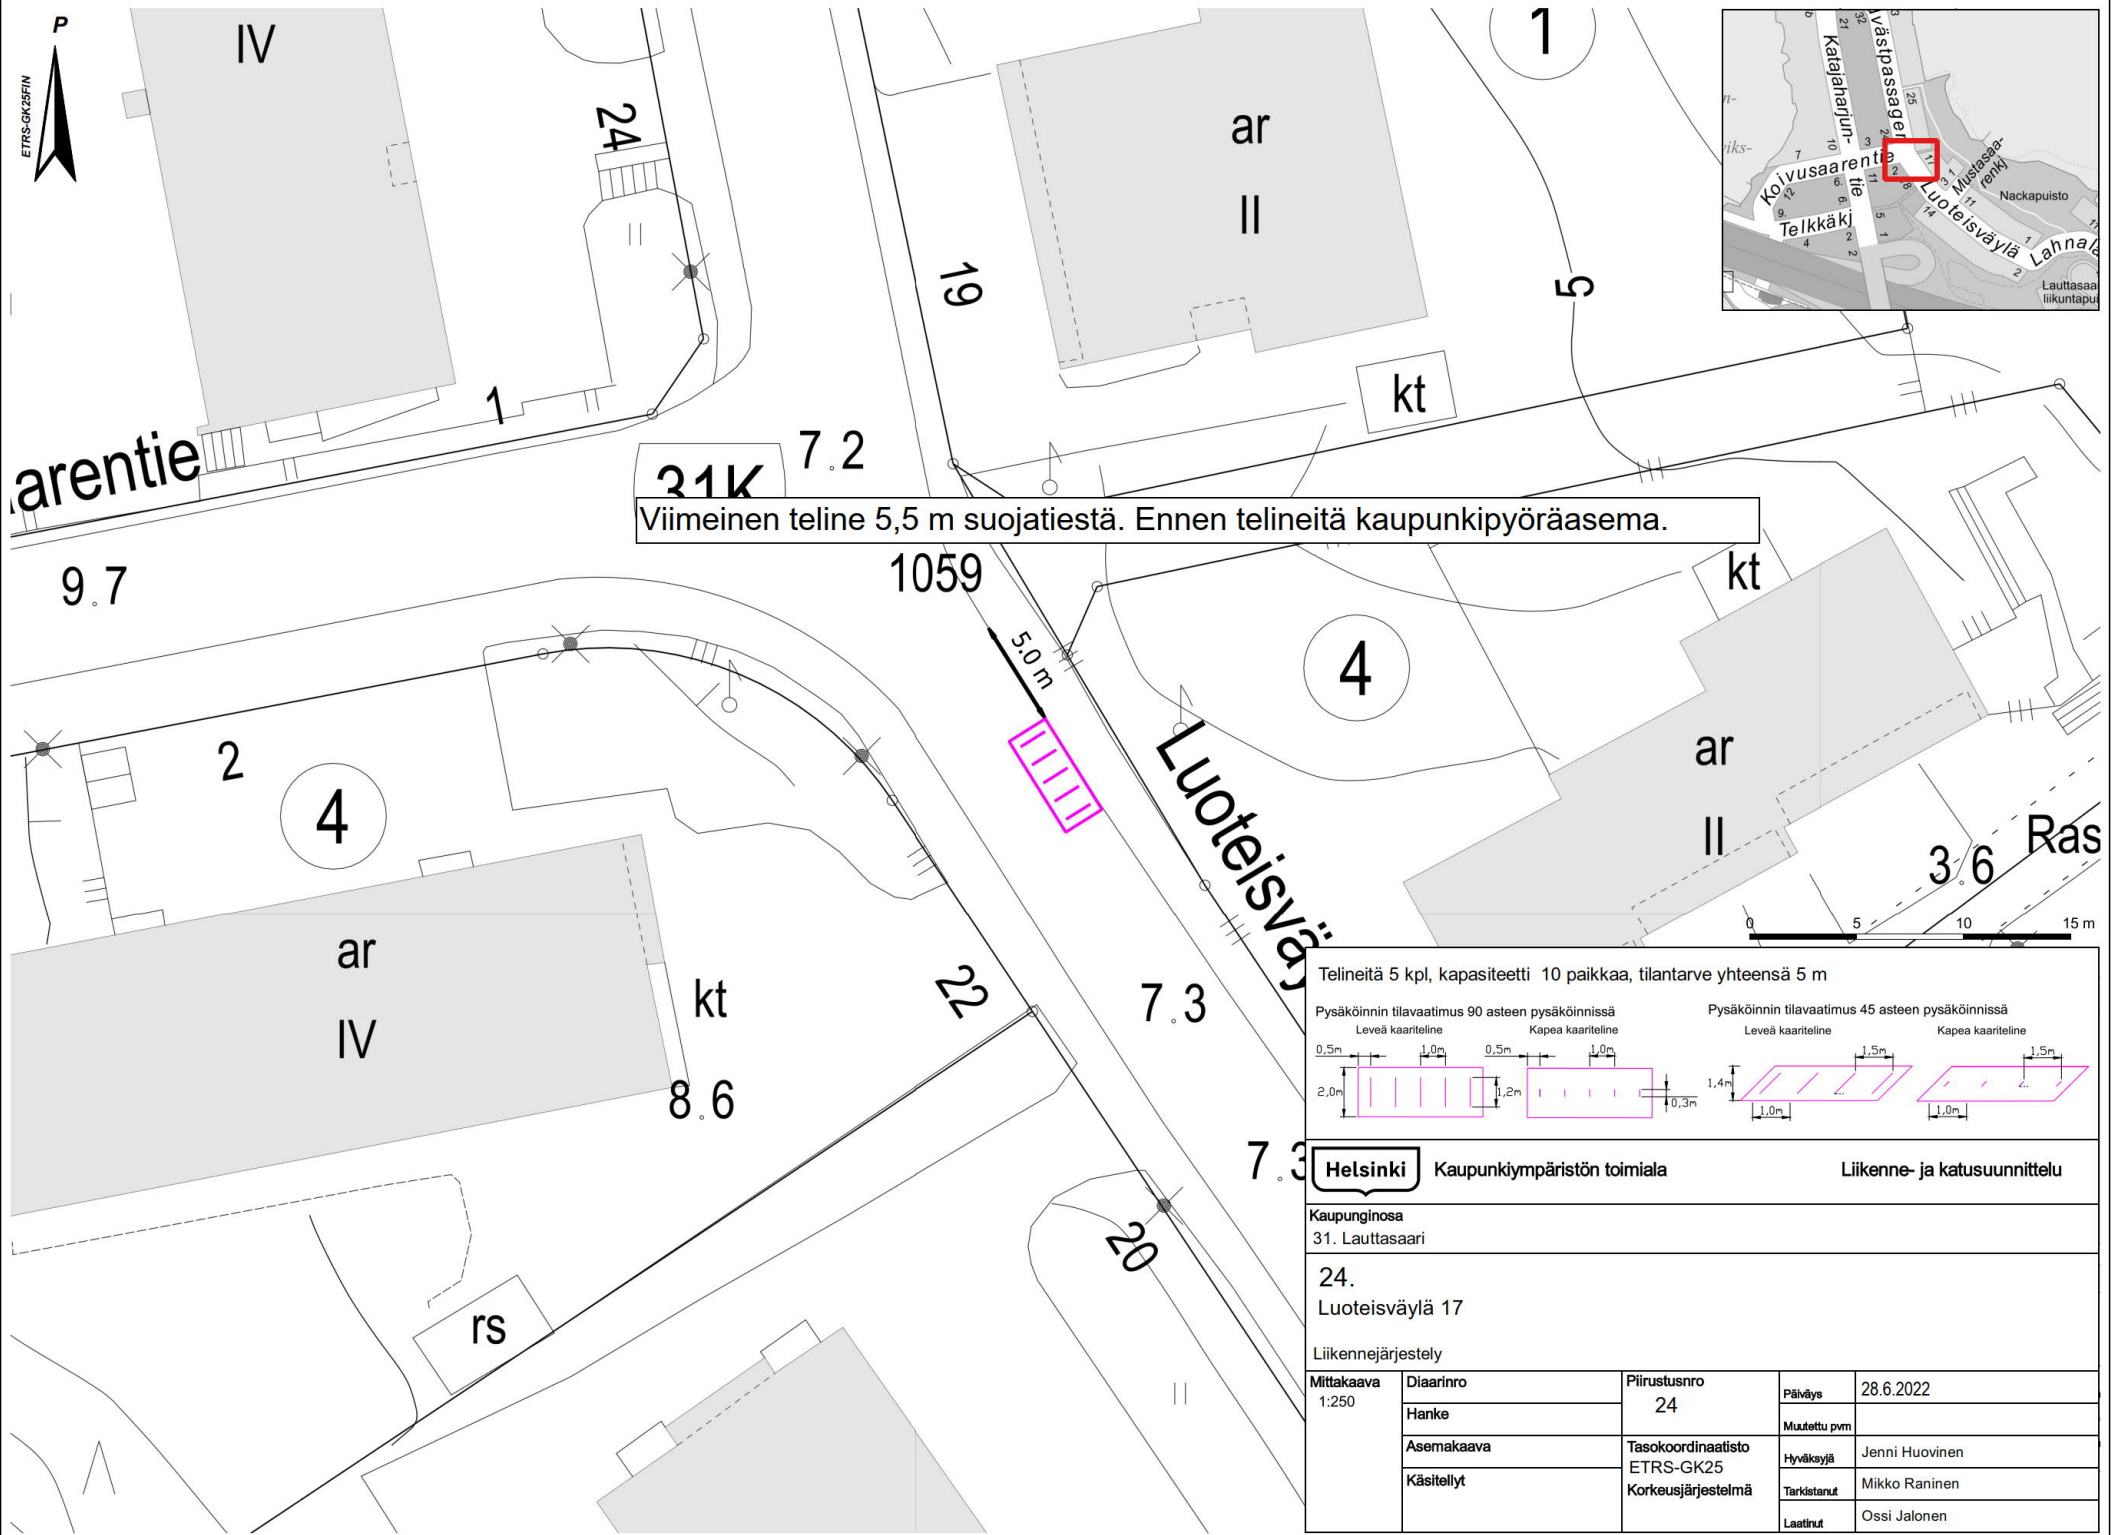 P
ETRS-GK25FIN
IV
24
1
ar
II
19
5
kt
1
arentie
31K
7.2
Viimeinen teline 5,5 m suojatiestä. Ennen telineitä kaupunkipyöräasema.
9.7
1059
5.0 m
kt
4
2
4
Luoteisväy
ar
II
3.6
Ras
ar
IV
kt
8.6
22
7.3
7.3
20
rs
0 5 10 15 m
Katajaharjun-
tie
västpassagen
Koivusaarentie
Telkkäkj
Luoteisväylä
Mustasaa-
renkj
Nackapuisto
Lahnala
Lauttasaa
liikuntapui
Telineitä 5 kpl, kapasiteetti 10 paikkaa, tilantarve yhteensä 5 m
Pysäköinnin tilavaatimus 90 asteen pysäköinnissä
Leveä kaariteline Kapea kaariteline
0,5m 1,0m 0,5m 1,0m
2,0m 1,2m 0,3m
Pysäköinnin tilavaatimus 45 asteen pysäköinnissä
Leveä kaariteline Kapea kaariteline
1,5m 1,5m
1,4m
1,0m 1,0m
Helsinki Kaupunkiympäristön toimiala Liikenne- ja katusuunnittelu
Kaupunginosa
31. Lauttasaari
24.
Luoteisväylä 17
Liikennejärjestely
Mittakaava
1:250
Diaarinro
Hanke
Asemakaava
Käsitellyt
Piirustusnro
24
Tasokoordinaatisto
ETRS-GK25
Korkeusjärjestelmä
Päiväys 28.6.2022
Muutettu pvm
Hyväksyjä Jenni Huovinen
Tarkistanut Mikko Raninen
Laatinut Ossi Jalonen